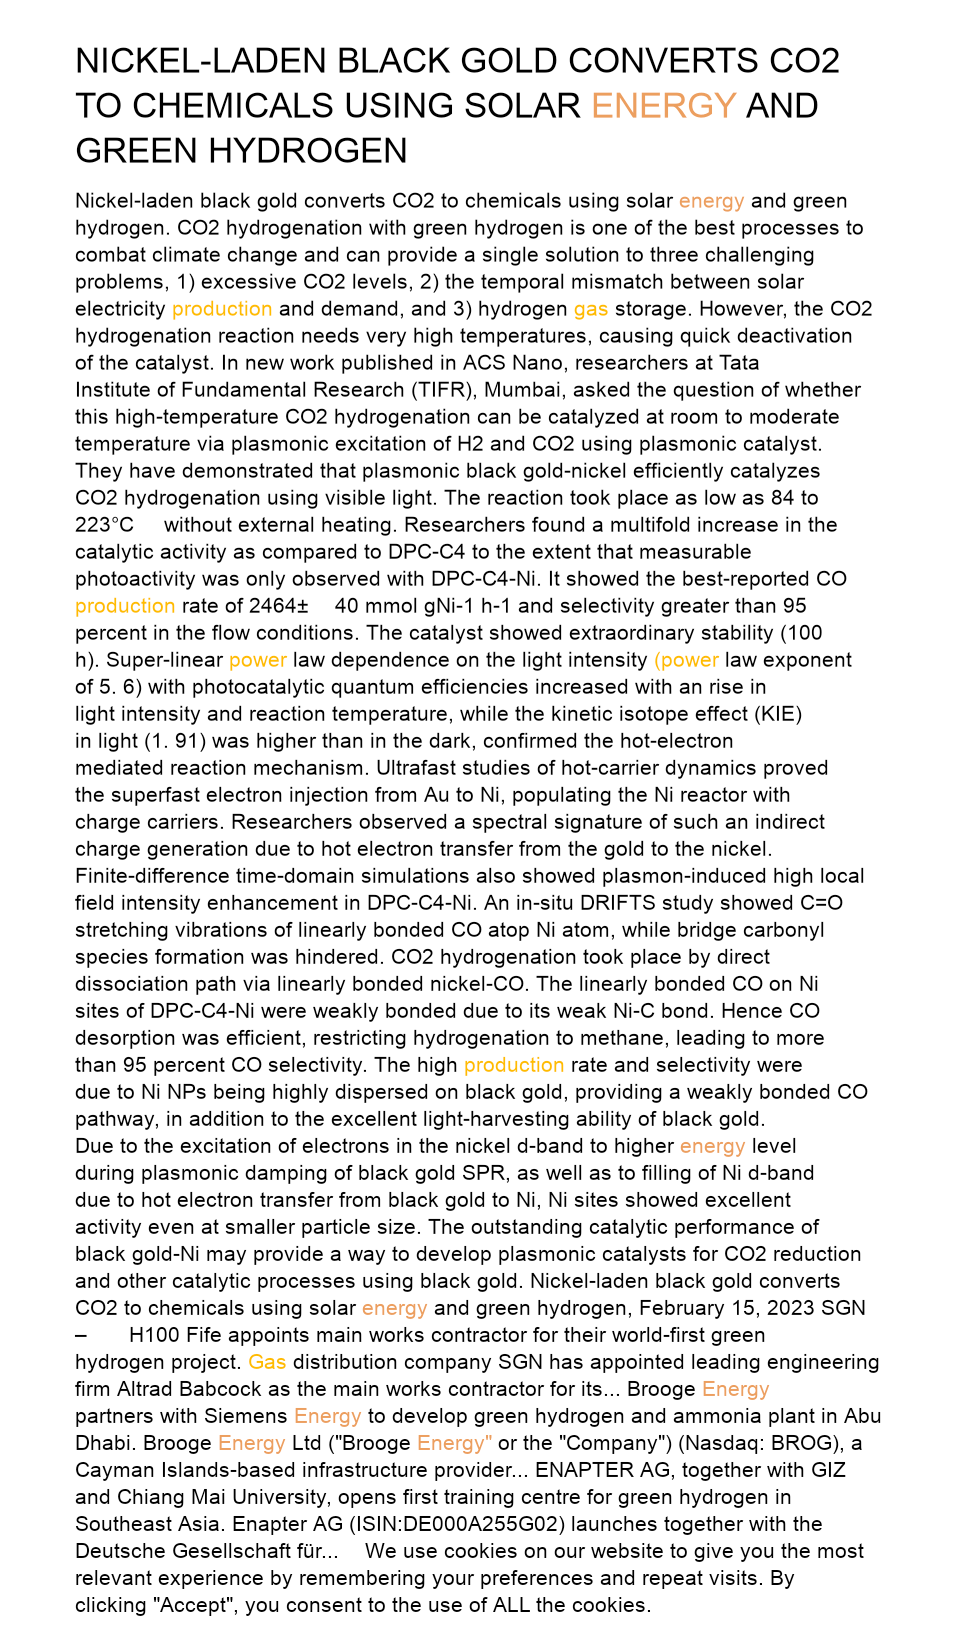 NICKEL-LADEN BLACK GOLD CONVERTS CO2
TO CHEMICALS USING SOLAR ENERGY AND
GREEN HYDROGEN
Nickel-laden black gold converts CO2 to chemicals using solar energy and green
hydrogen. CO2 hydrogenation with green hydrogen is one of the best processes to
combat climate change and can provide a single solution to three challenging
problems, 1) excessive CO2 levels, 2) the temporal mismatch between solar
electricity production and demand, and 3) hydrogen gas storage. However, the CO2
hydrogenation reaction needs very high temperatures, causing quick deactivation
of the catalyst. In new work published in ACS Nano, researchers at Tata
Institute of Fundamental Research (TIFR), Mumbai, asked the question of whether
this high-temperature CO2 hydrogenation can be catalyzed at room to moderate
temperature via plasmonic excitation of H2 and CO2 using plasmonic catalyst.
They have demonstrated that plasmonic black gold-nickel efficiently catalyzes
CO2 hydrogenation using visible light. The reaction took place as low as 84 to
223°C without external heating. Researchers found a multifold increase in the
catalytic activity as compared to DPC-C4 to the extent that measurable
photoactivity was only observed with DPC-C4-Ni. It showed the best-reported CO
production rate of 2464± 40 mmol gNi-1 h-1 and selectivity greater than 95
percent in the flow conditions. The catalyst showed extraordinary stability (100
h). Super-linear power law dependence on the light intensity (power law exponent
of 5. 6) with photocatalytic quantum efficiencies increased with an rise in
light intensity and reaction temperature, while the kinetic isotope effect (KIE)
in light (1. 91) was higher than in the dark, confirmed the hot-electron
mediated reaction mechanism. Ultrafast studies of hot-carrier dynamics proved
the superfast electron injection from Au to Ni, populating the Ni reactor with
charge carriers. Researchers observed a spectral signature of such an indirect
charge generation due to hot electron transfer from the gold to the nickel.
Finite-difference time-domain simulations also showed plasmon-induced high local
field intensity enhancement in DPC-C4-Ni. An in-situ DRIFTS study showed C=O
stretching vibrations of linearly bonded CO atop Ni atom, while bridge carbonyl
species formation was hindered. CO2 hydrogenation took place by direct
dissociation path via linearly bonded nickel-CO. The linearly bonded CO on Ni
sites of DPC-C4-Ni were weakly bonded due to its weak Ni-C bond. Hence CO
desorption was efficient, restricting hydrogenation to methane, leading to more
than 95 percent CO selectivity. The high production rate and selectivity were
due to Ni NPs being highly dispersed on black gold, providing a weakly bonded CO
pathway, in addition to the excellent light-harvesting ability of black gold.
Due to the excitation of electrons in the nickel d-band to higher energy level
during plasmonic damping of black gold SPR, as well as to filling of Ni d-band
due to hot electron transfer from black gold to Ni, Ni sites showed excellent
activity even at smaller particle size. The outstanding catalytic performance of
black gold-Ni may provide a way to develop plasmonic catalysts for CO2 reduction
and other catalytic processes using black gold. Nickel-laden black gold converts
CO2 to chemicals using solar energy and green hydrogen, February 15, 2023 SGN
– H100 Fife appoints main works contractor for their world-first green
hydrogen project. Gas distribution company SGN has appointed leading engineering
firm Altrad Babcock as the main works contractor for its... Brooge Energy
partners with Siemens Energy to develop green hydrogen and ammonia plant in Abu
Dhabi. Brooge Energy Ltd ("Brooge Energy" or the "Company") (Nasdaq: BROG), a
Cayman Islands-based infrastructure provider... ENAPTER AG, together with GIZ
and Chiang Mai University, opens first training centre for green hydrogen in
Southeast Asia. Enapter AG (ISIN:DE000A255G02) launches together with the
Deutsche Gesellschaft für... We use cookies on our website to give you the most
relevant experience by remembering your preferences and repeat visits. By
clicking "Accept", you consent to the use of ALL the cookies.